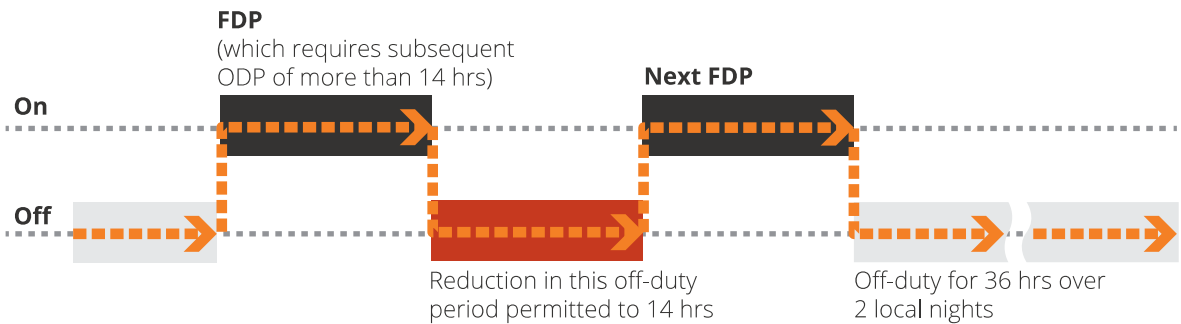 FDP
(which requires subsequent
ODP of more than 14 hrs)
Next FDP
On
Off
Reduction in this off-duty
period permitted to 14 hrs
Off-duty for 36 hrs over
2 local nights